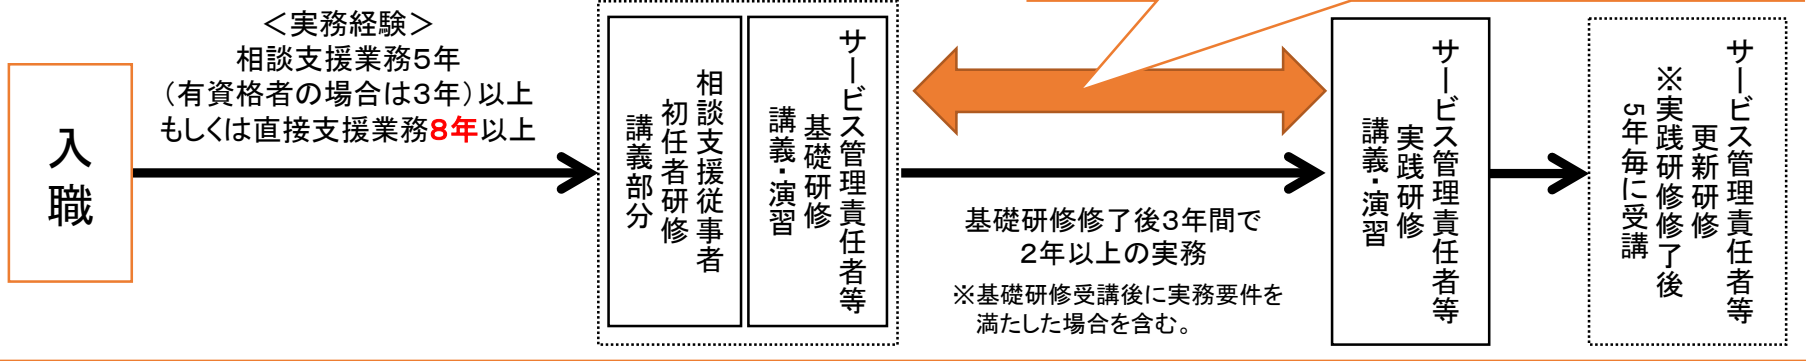 入職
<実務経験>
相談支援業務5年
(有資格者の場合は3年)以上
もしくは直接支援業務8年以上
相談支援従事者
初任者研修
講義部分
サービス管理責任者等
基礎研修
講義・演習
基礎研修修了後3年間で
2年以上の実務
※基礎研修受講後に実務要件を
満たした場合を含む。
サービス管理責任者等
実践研修
講義・演習
サービス管理責任者等
更新研修
※実践研修修了後
5年毎に受講